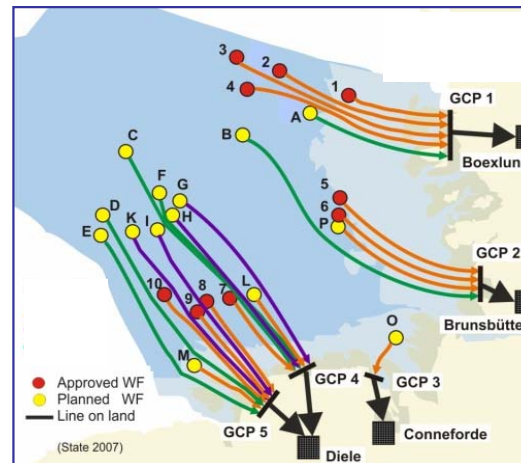 3
2
4
1
GCP 1
A
Boexlun
C
B
F
G
5
6
P
D
K
I
H
E
GCP 2
10
9
8
7
L
Brunsbütte
O
M
GCP 4
GCP 3
GCP 5
Approved WF
Planned WF
Line on land
(State 2007)
Diele
Conneforde